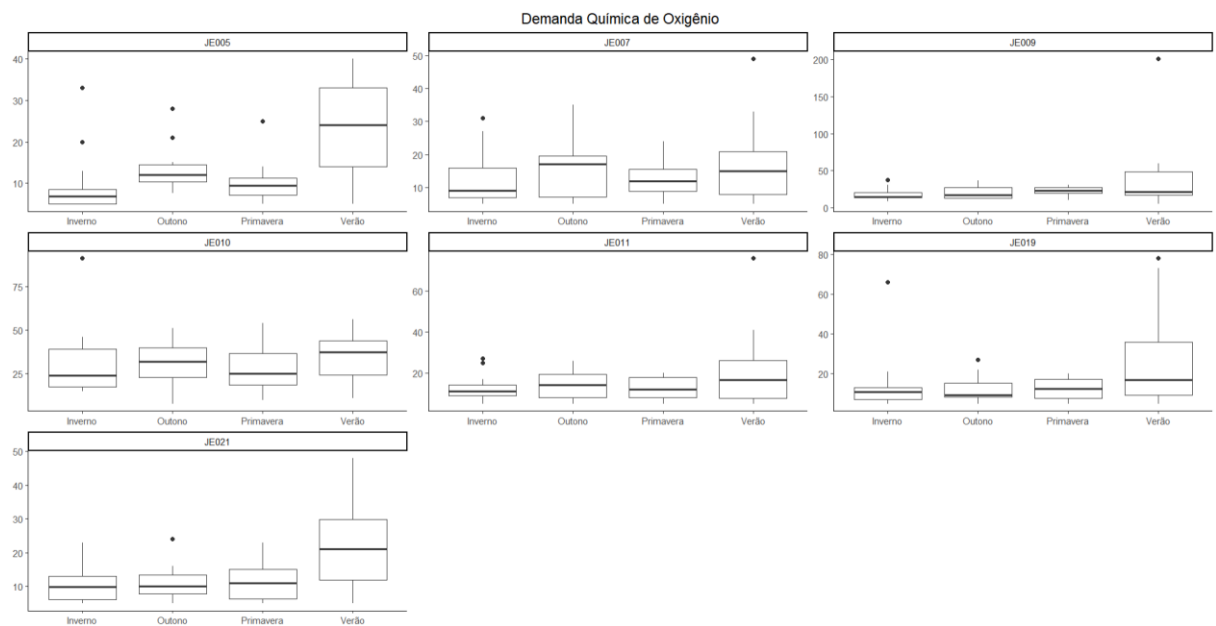 Demanda Química de Oxigênio
JE005
40
30
20
10
Inverno Outono Primavera Verão
JE007
50
40
30
20
10
Inverno Outono Primavera Verão
JE009
200
150
100
50
0
Inverno Outono Primavera Verão
JE010
75
50
25
Inverno Outono Primavera Verão
JE011
60
40
20
Inverno Outono Primavera Verão
JE019
80
60
40
20
Inverno Outono Primavera Verão
JE021
50
40
30
20
10
Inverno Outono Primavera Verão